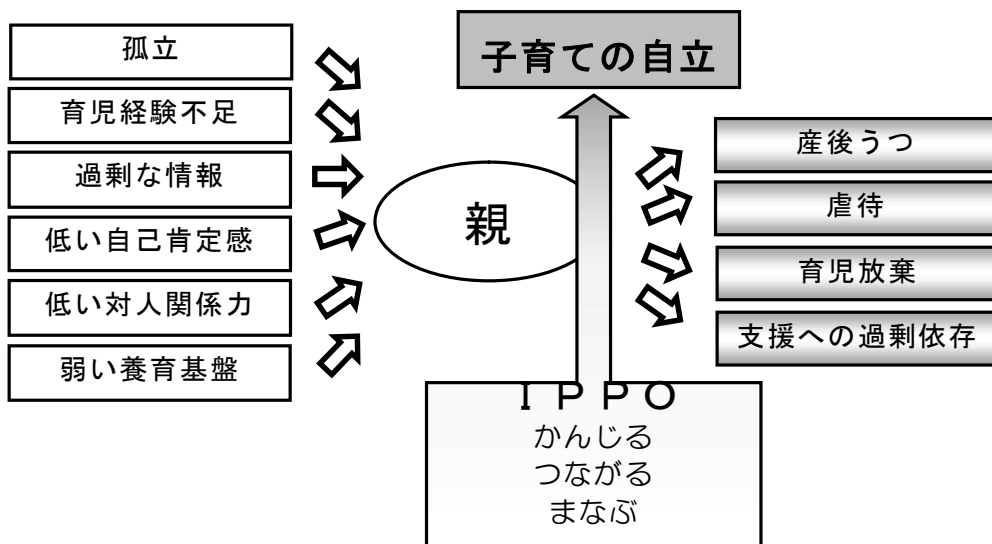 孤立
育児経験不足
過剰な情報
低い自己肯定感
低い対人関係力
弱い養育基盤
子育ての自立
親
産後うつ
虐待
育児放棄
支援への過剰依存
ＩＰＰＯ
かんじる
つながる
まなぶ